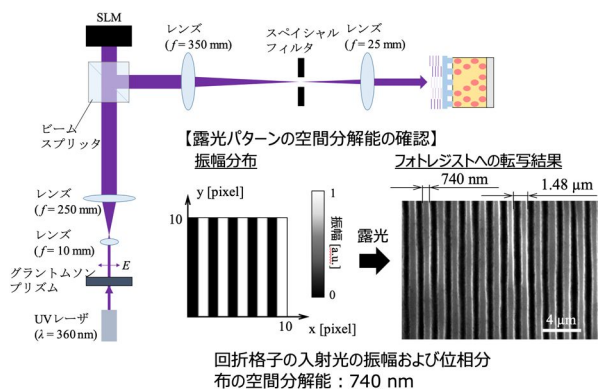 SLM
レンズ
(f = 350 mm)
スペイシャル
フィルタ
レンズ
(f = 25 mm)
ビーム
スプリッタ
レンズ
(f = 250 mm)
レンズ
(f = 10 mm)
E
グラントムソン
プリズム
UVレーザ
(λ = 360 nm)
【露光パターンの空間分解能の確認】
振幅分布
y [pixel]
10
10
x [pixel]
1
振幅 [a.u.]
0
露光
フォトレジストへの転写結果
740 nm
1.48 μm
4 μm
回折格子の入射光の振幅および位相分
布の空間分解能：740 nm